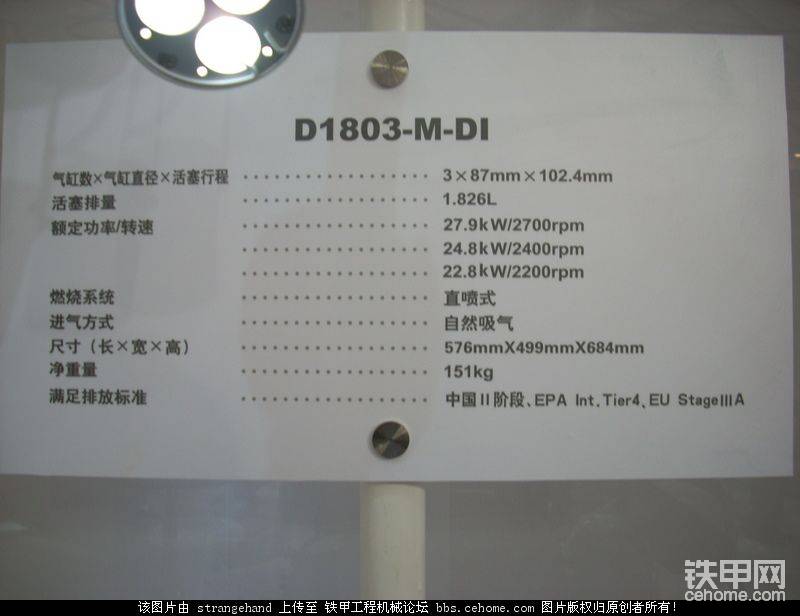 D1803-M-DI
气缸数×气缸直径×活塞行程 ·················· 3×87mm×102.4mm
活塞排量 ·················· 1.826L
额定功率/转速 ·················· 27.9kW/2700rpm
·················· 24.8kW/2400rpm
·················· 22.8kW/2200rpm
燃烧系统 ·················· 直喷式
进气方式 ·················· 自然吸气
尺寸（长×宽×高） ·················· 576mmX499mmX684mm
净重量 ·················· 151kg
满足排放标准 ·················· 中国II阶段、EPA Int.Tier4、EU StageIIIA
铁甲网
cehome.com
该图片由 strangehand 上传至 铁甲工程机械论坛 bbs.cehome.com 图片版权归原创者所有！